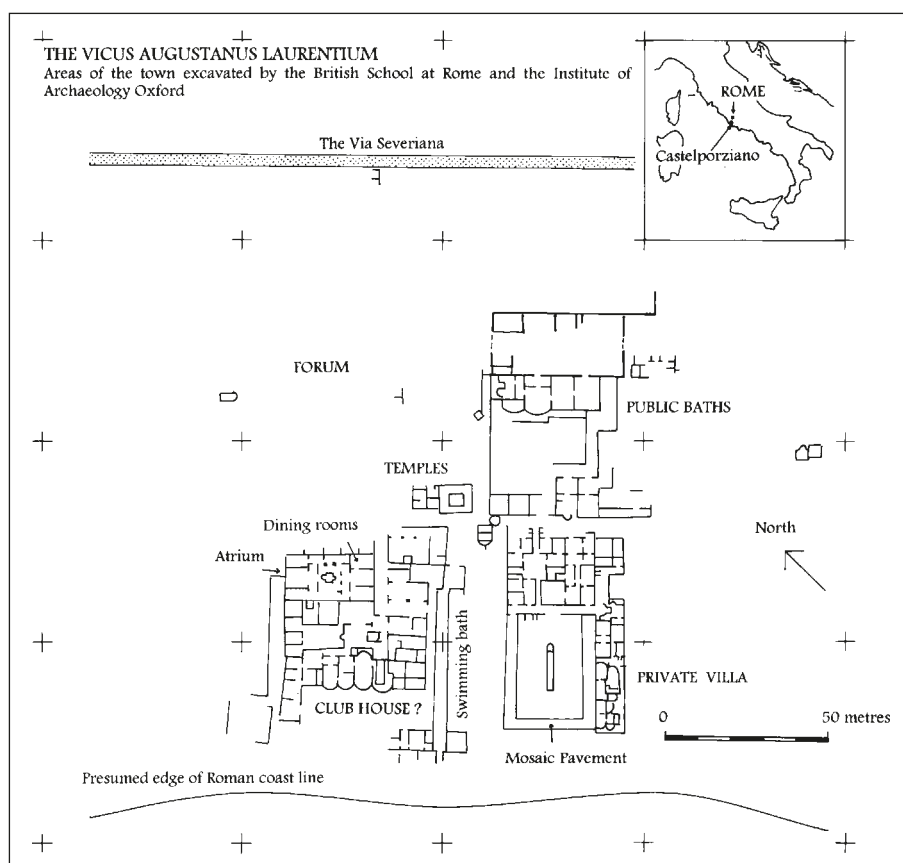 THE VICUS AUGUSTANUS LAURENTIUM
Areas of the town excavated by the British School at Rome and the Institute of
Archaeology Oxford
ROME
Castelporziano
The Via Severiana
FORUM
PUBLIC BATHS
TEMPLES
Dining rooms
Atrium
North
Swimming bath
PRIVATE VILLA
CLUB HOUSE ?
0
50 metres
Mosaic Pavement
Presumed edge of Roman coast line